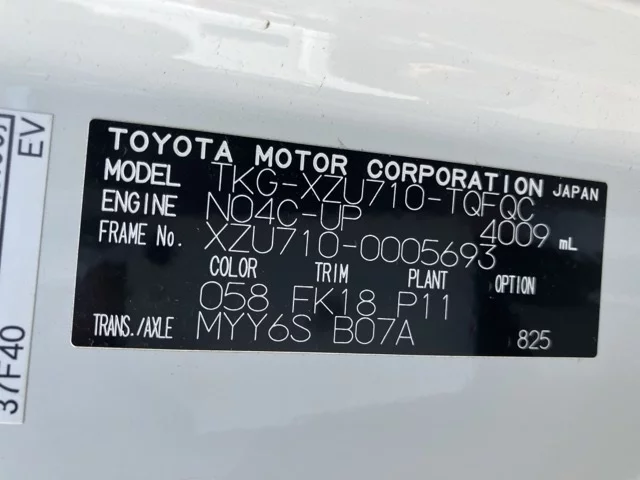 TOYOTA MOTOR CORPORATION JAPAN
MODEL TKG-XZU710-TQFQC
ENGINE N04C-UP 4009 mL
FRAME No. XZU710-0005693
COLOR TRIM PLANT OPTION
058 FK18 P11
TRANS./AXLE MYY6S B07A 825
EV
37F40